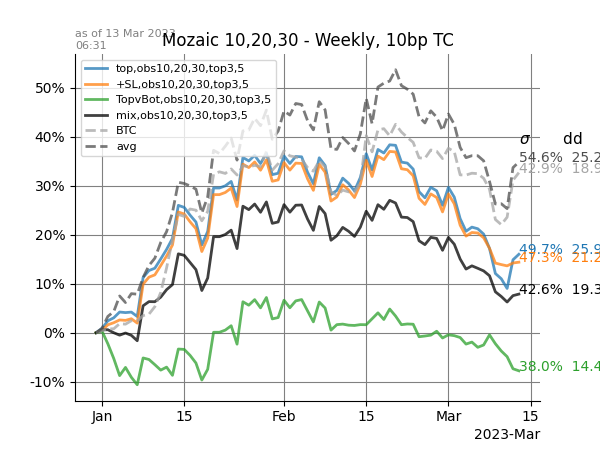 as of 13 Mar 2023
06:31
Mozaic 10,20,30 - Weekly, 10bp TC
top,obs10,20,30,top3,5
+SL,obs10,20,30,top3,5
TopvBot,obs10,20,30,top3,5
mix,obs10,20,30,top3,5
BTC
avg
50%
40%
30%
20%
10%
0%
-10%
σ dd
54.6% 25.2
42.9% 18.9
49.7% 25.9
47.3% 21.2
42.6% 19.3
38.0% 14.4
Jan 15 Feb 15 Mar 15
2023-Mar